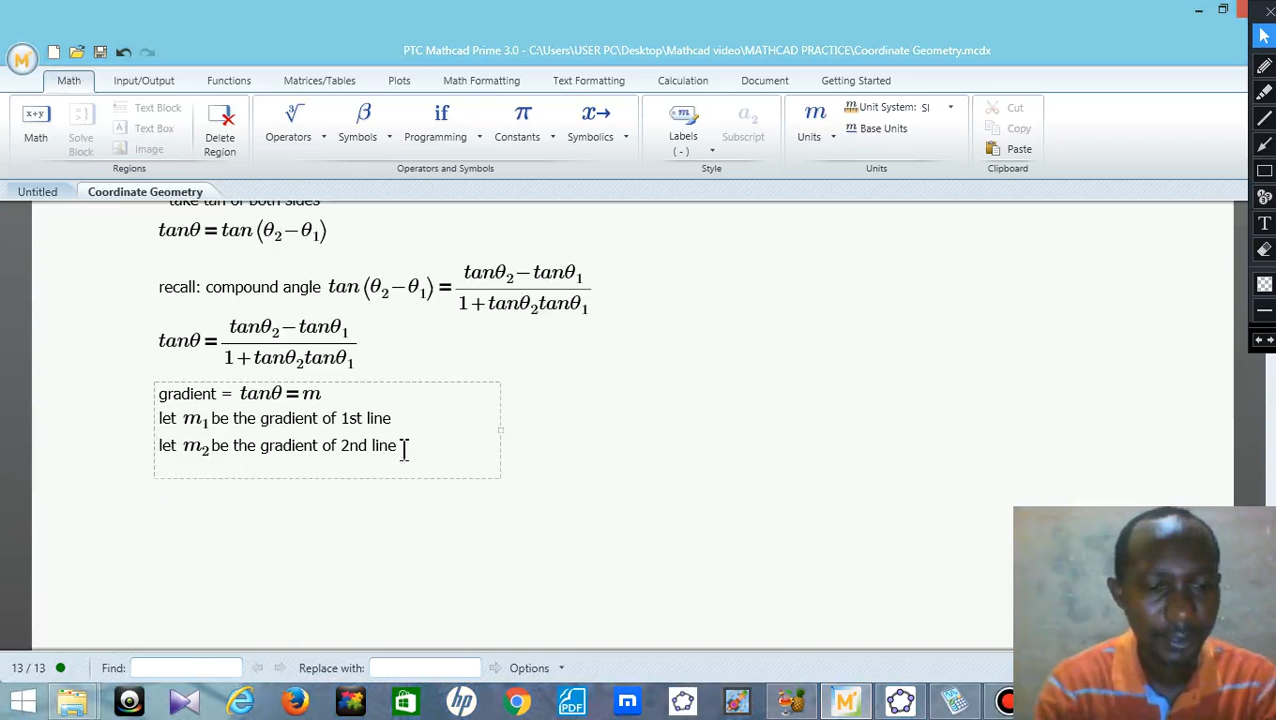 PTC Mathcad Prime 3.0 - C:\Users\USER PC\Desktop\Mathcad video\MATHCAD PRACTICE\Coordinate Geometry.mcdx
Math Input/Output Functions Matrices/Tables Plots Math Formatting Text Formatting Calculation Document Getting Started
Math
Solve Block
Text Block
Text Box
Image
Delete Region
Operators
Symbols
Programming
Constants
Symbolics
Labels
( - )
Subscript
Units
Unit System: SI
Base Units
Cut
Copy
Paste
Regions Operators and Symbols Style Units Clipboard
Untitled Coordinate Geometry
take tan of both sides
tanθ = tan (θ₂ − θ₁)
recall: compound angle tan (θ₂ − θ₁) = (tanθ₂ − tanθ₁) / (1 + tanθ₂tanθ₁)
tanθ = (tanθ₂ − tanθ₁) / (1 + tanθ₂tanθ₁)
gradient = tanθ = m
let m₁ be the gradient of 1st line
let m₂ be the gradient of 2nd line
13 / 13 Find: Replace with: Options